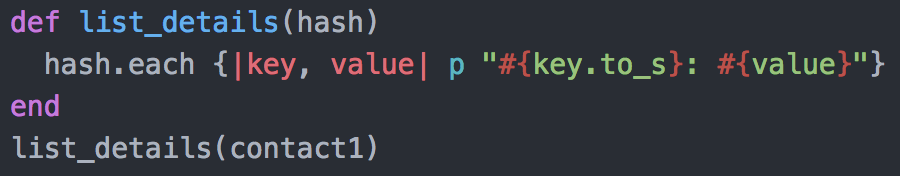 def list_details(hash)
  hash.each {|key, value| p "#{key.to_s}: #{value}"}
end
list_details(contact1)